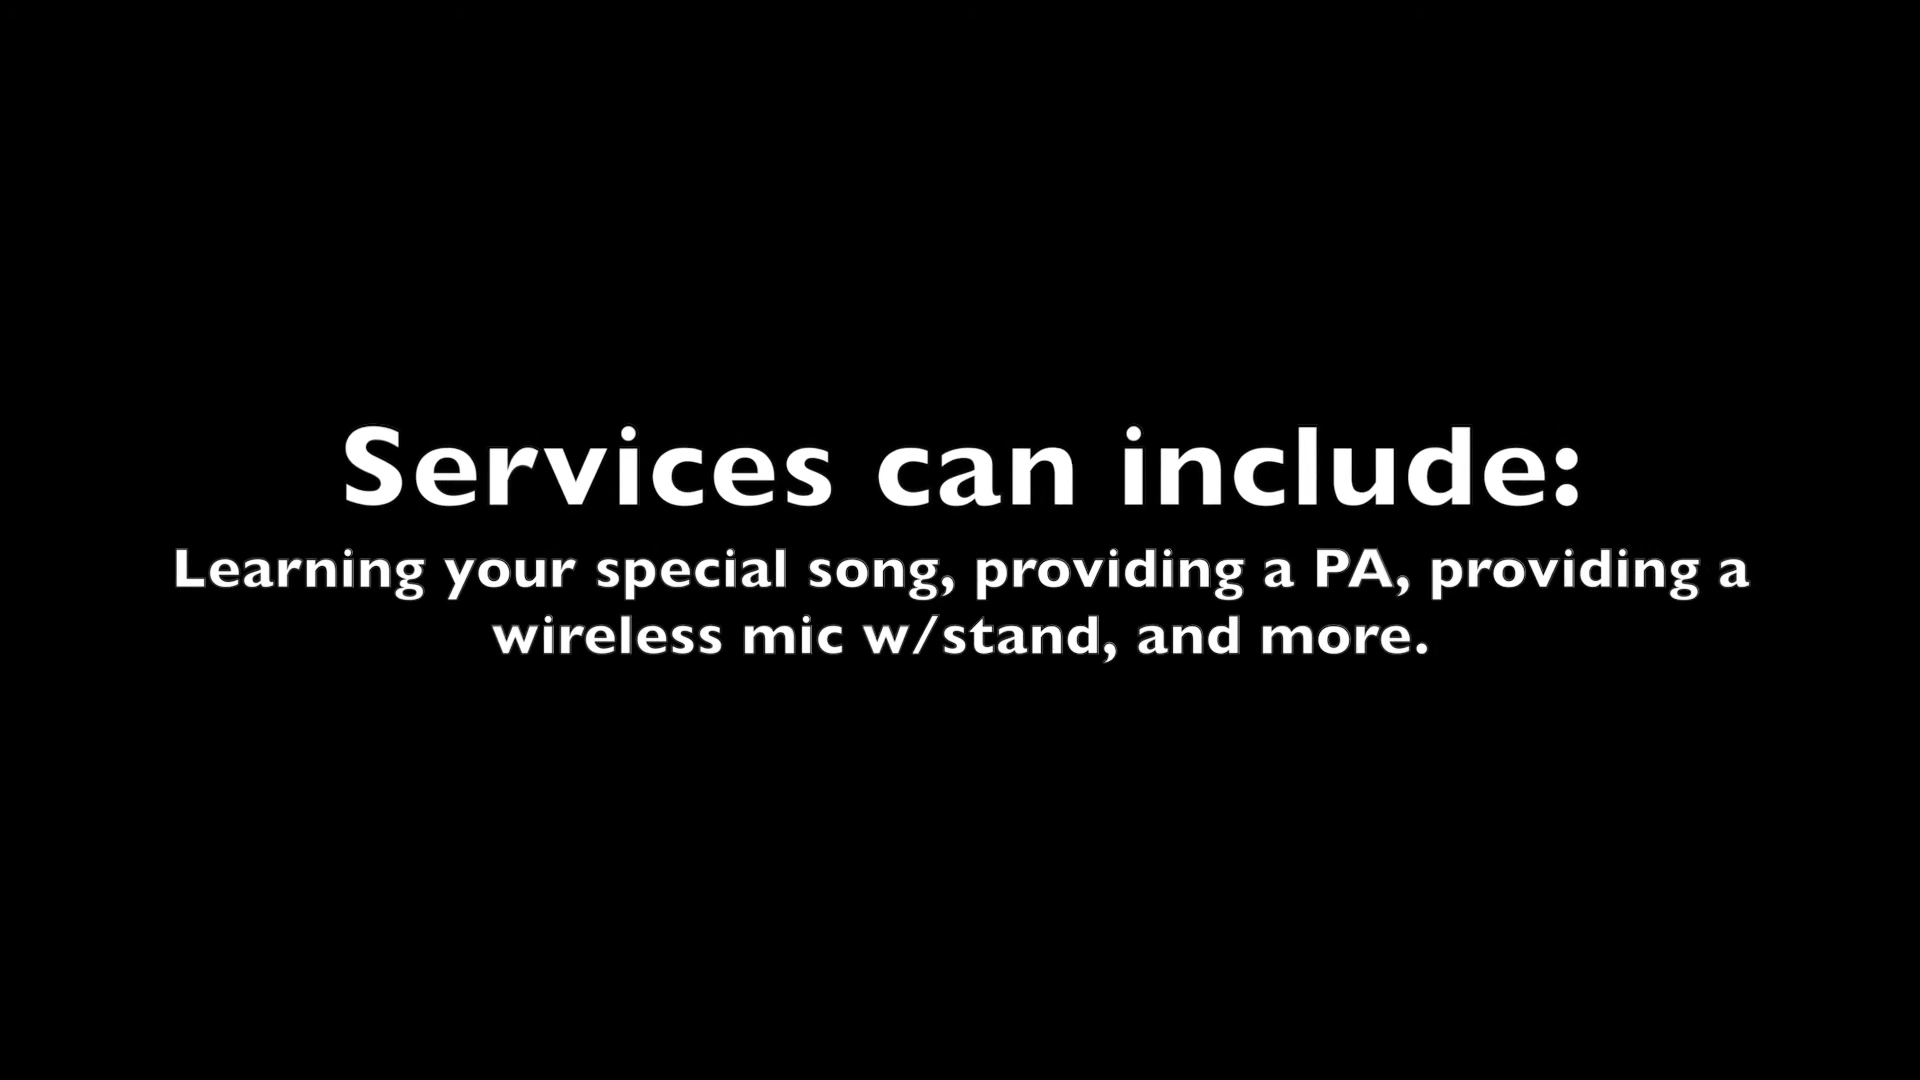 Services can include:
Learning your special song, providing a PA, providing a
wireless mic w/stand, and more.